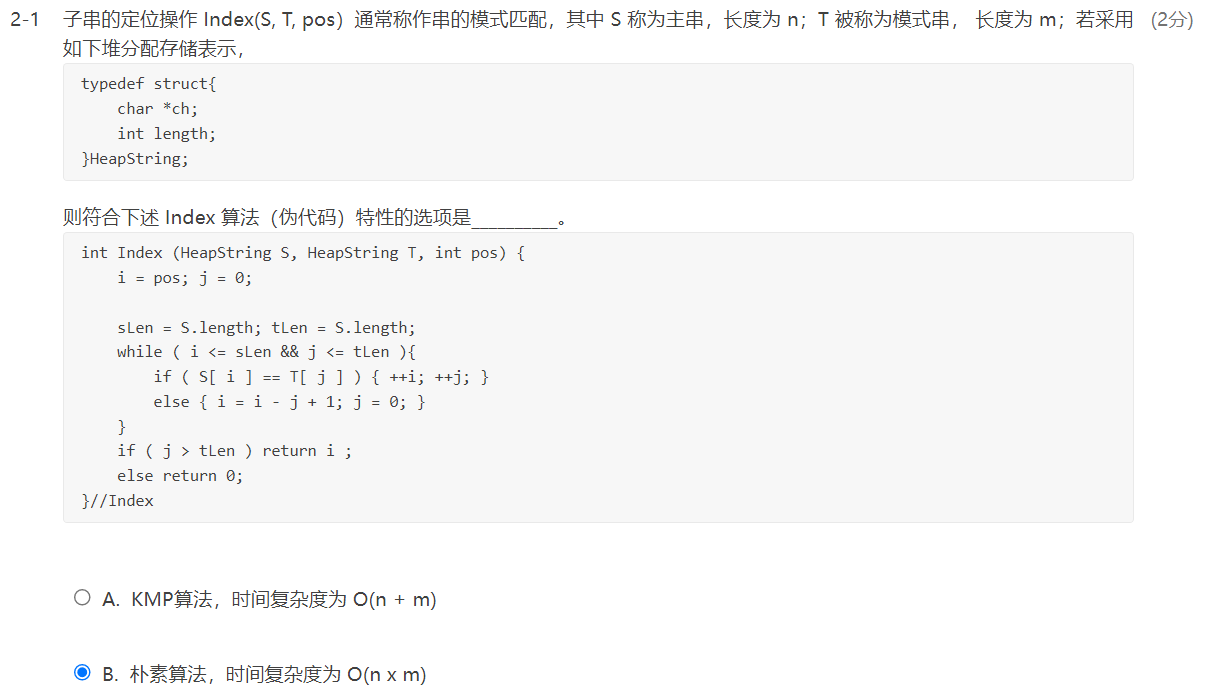 2-1 子串的定位操作 Index(S, T, pos）通常称作串的模式匹配，其中 S 称为主串，长度为 n；T 被称为模式串， 长度为 m；若采用 (2分)
如下堆分配存储表示，
typedef struct{
    char *ch;
    int length;
}HeapString;
则符合下述 Index 算法（伪代码）特性的选项是_________。
int Index (HeapString S, HeapString T, int pos) {
    i = pos; j = 0;
    sLen = S.length; tLen = S.length;
    while ( i <= sLen && j <= tLen ){
        if ( S[ i ] == T[ j ] ) { ++i; ++j; }
        else { i = i - j + 1; j = 0; }
    }
    if ( j > tLen ) return i ;
    else return 0;
}//Index
A. KMP算法，时间复杂度为 O(n + m)
B. 朴素算法，时间复杂度为 O(n x m)